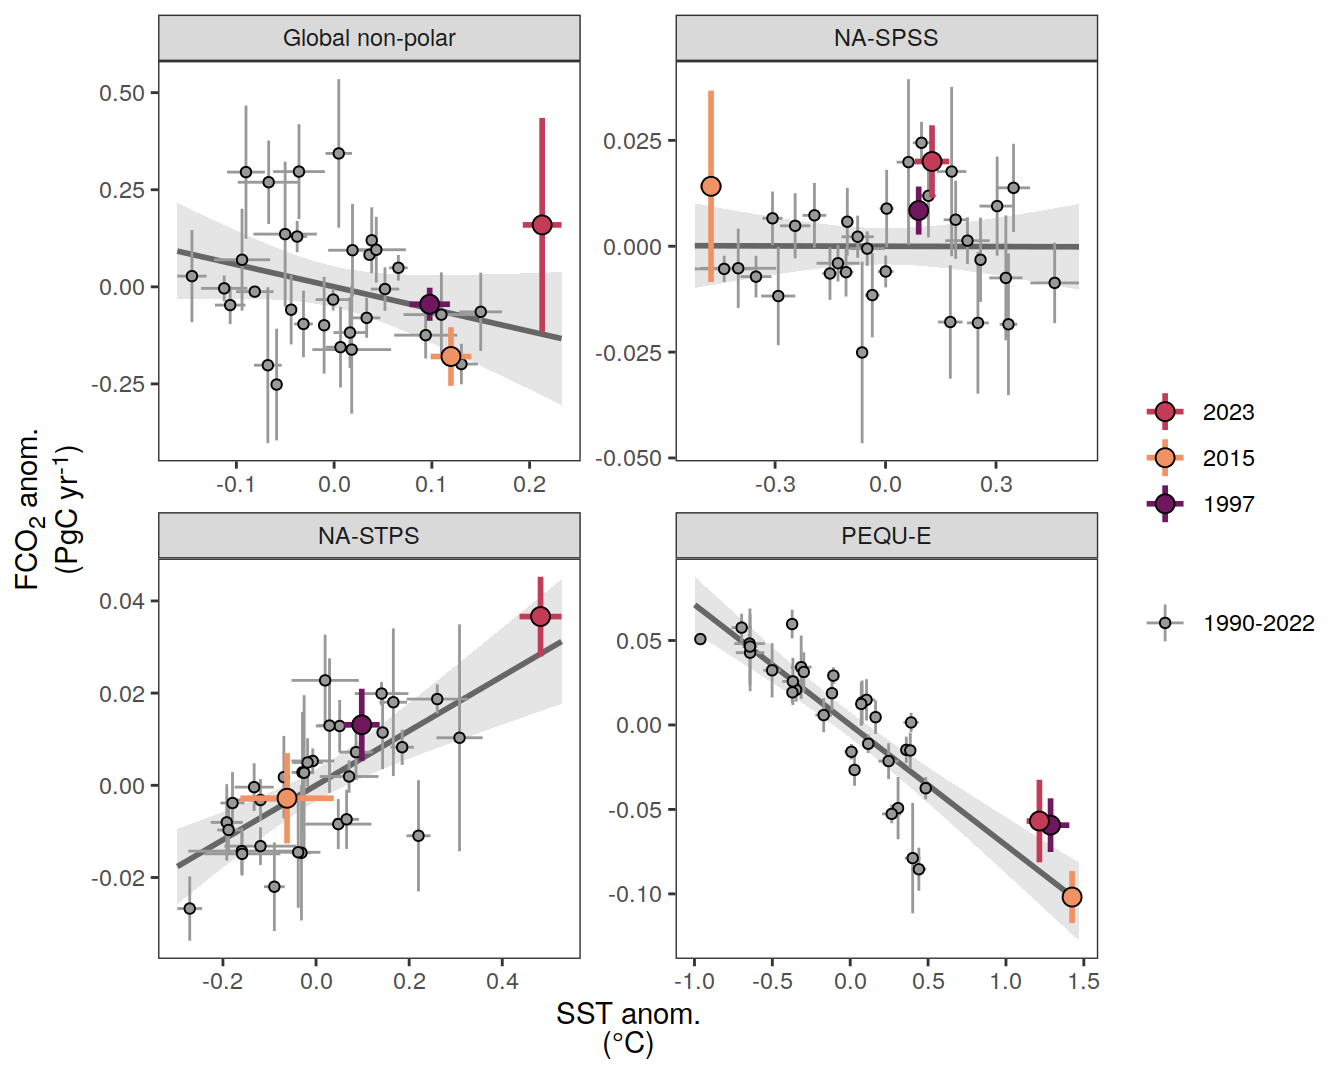 Global non-polar
NA-SPSS
0.50
0.25
0.00
-0.25
0.025
0.000
-0.025
-0.050
-0.1 0.0 0.1 0.2
-0.3 0.0 0.3
NA-STPS
PEQU-E
0.04
0.02
0.00
-0.02
0.05
0.00
-0.05
-0.10
-0.2 0.0 0.2 0.4
-1.0 -0.5 0.0 0.5 1.0 1.5
FCO₂ anom.
(PgC yr⁻¹)
SST anom.
(°C)
2023
2015
1997
1990-2022